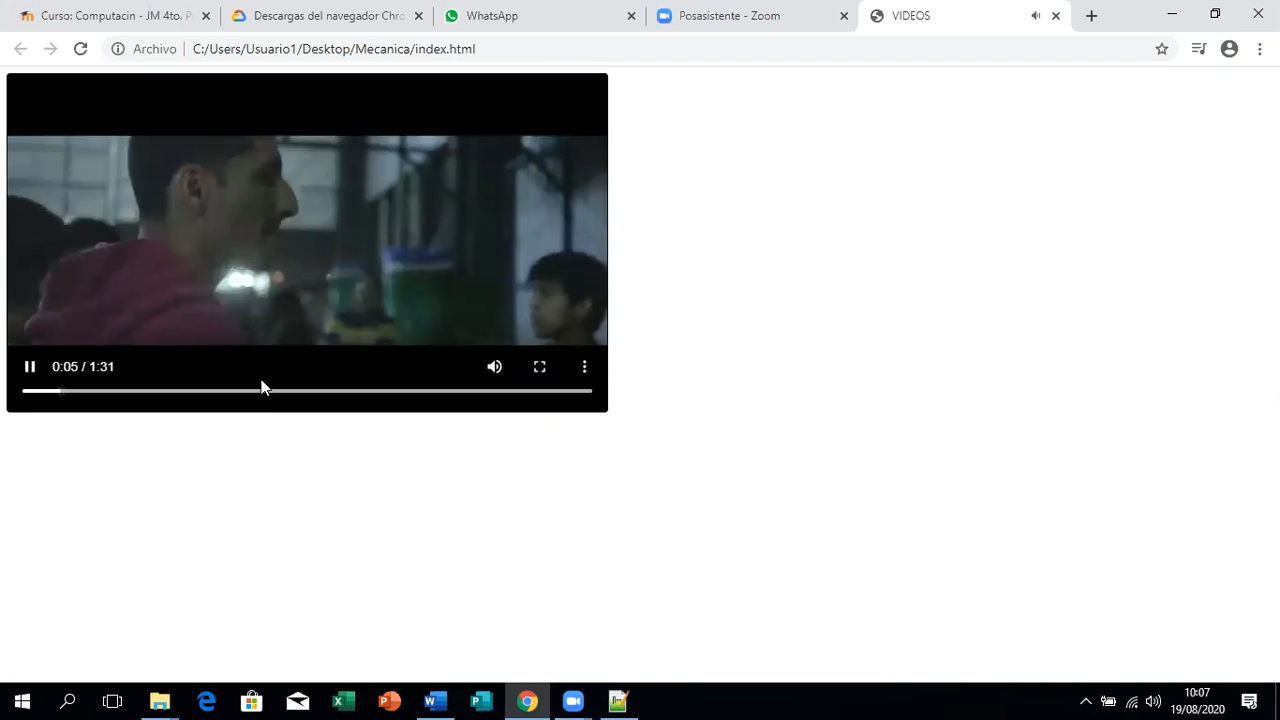 Curso: Computacin - JM 4to. P
Descargas del navegador Ch
WhatsApp
Posasistente - Zoom
VIDEOS
Archivo
C:/Users/Usuario1/Desktop/Mecanica/index.html
0:05 / 1:31
10:07
19/08/2020